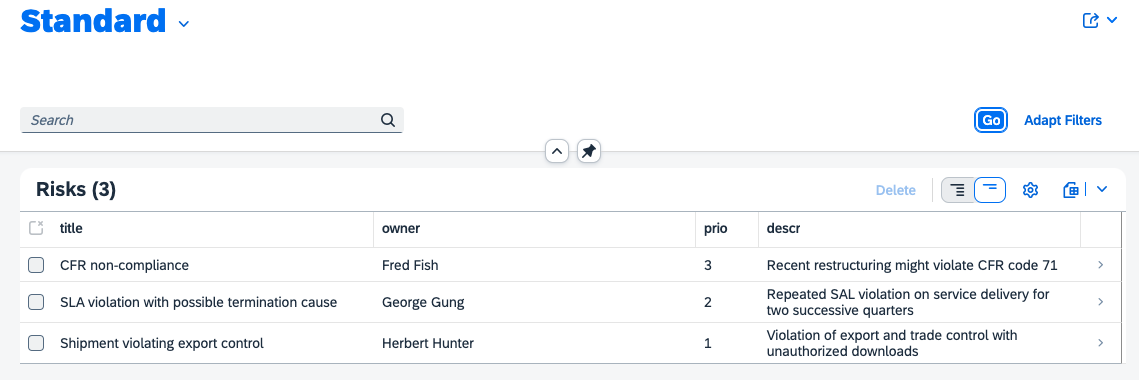 Standard
Search
Go Adapt Filters
Risks (3) Delete
title owner prio descr
CFR non-compliance Fred Fish 3 Recent restructuring might violate CFR code 71
SLA violation with possible termination cause George Gung 2 Repeated SAL violation on service delivery for
two successive quarters
Shipment violating export control Herbert Hunter 1 Violation of export and trade control with
unauthorized downloads